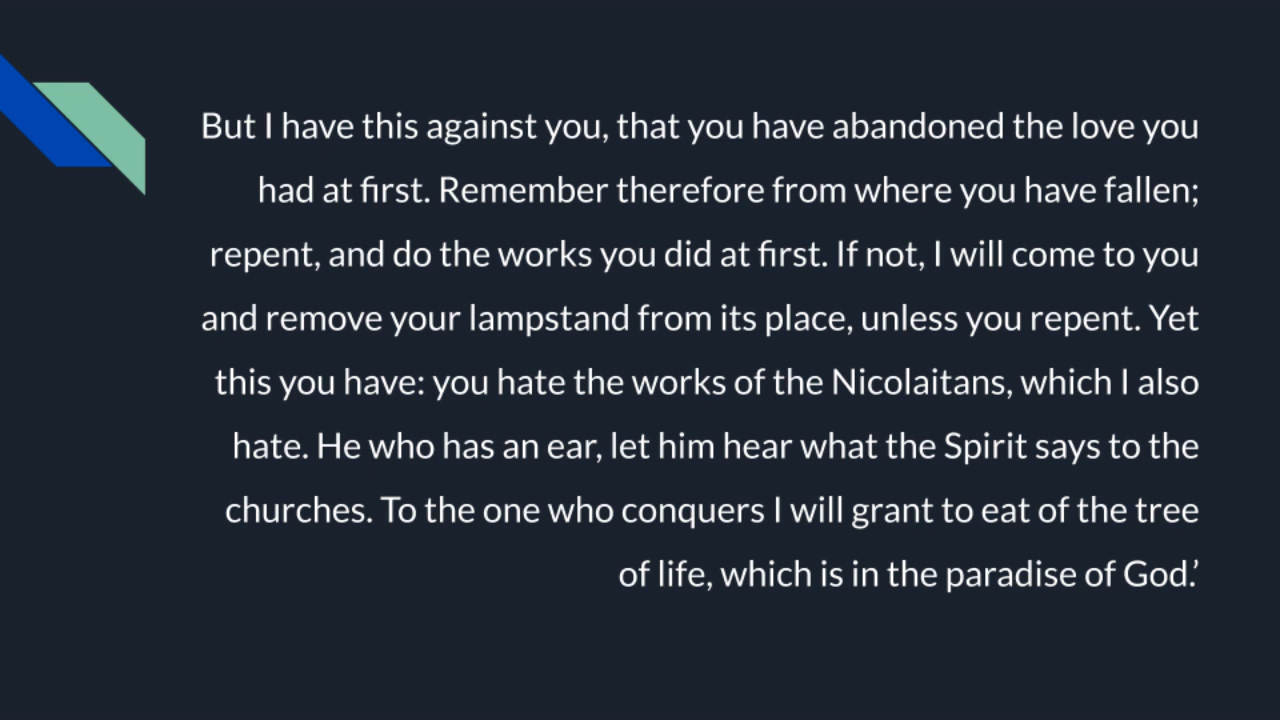 But I have this against you, that you have abandoned the love you
had at first. Remember therefore from where you have fallen;
repent, and do the works you did at first. If not, I will come to you
and remove your lampstand from its place, unless you repent. Yet
this you have: you hate the works of the Nicolaitans, which I also
hate. He who has an ear, let him hear what the Spirit says to the
churches. To the one who conquers I will grant to eat of the tree
of life, which is in the paradise of God.’